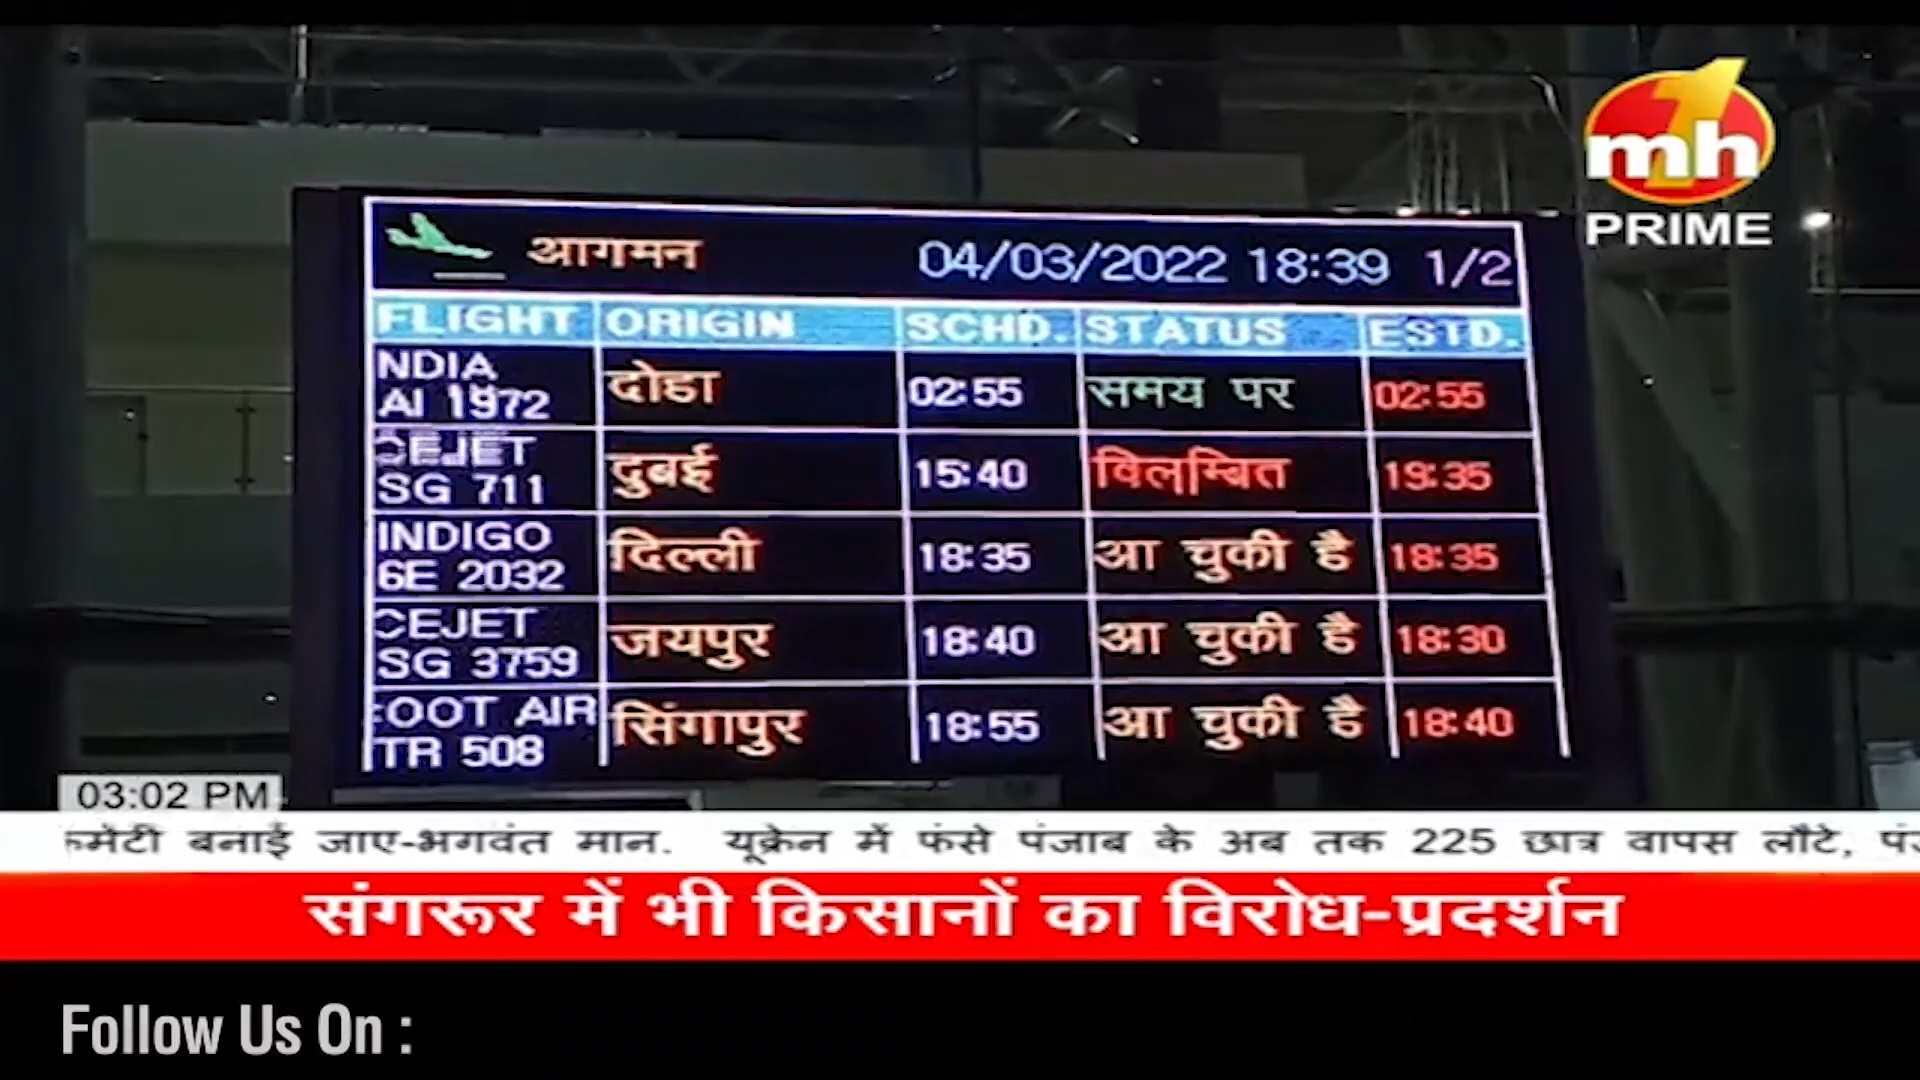 1
mh
PRIME
आगमन 04/03/2022 18:39 1/2
FLIGHT ORIGIN SCHD. STATUS ESTD.
NDIA
AI 1972 दोहा 02:55 समय पर 02:55
CEJET
SG 711 दुबई 15:40 विलम्बित 19:35
INDIGO
6E 2032 दिल्ली 18:35 आ चुकी है 18:35
CEJET
SG 3759 जयपुर 18:40 आ चुकी है 18:30
OOT AIR
TR 508 सिंगापुर 18:55 आ चुकी है 18:40
03:02 PM
कमेटी बनाई जाए-भगवंत मान. यूक्रेन में फंसे पंजाब के अब तक 225 छात्र वापस लौटे,
संगरूर में भी किसानों का विरोध-प्रदर्शन
Follow Us On :